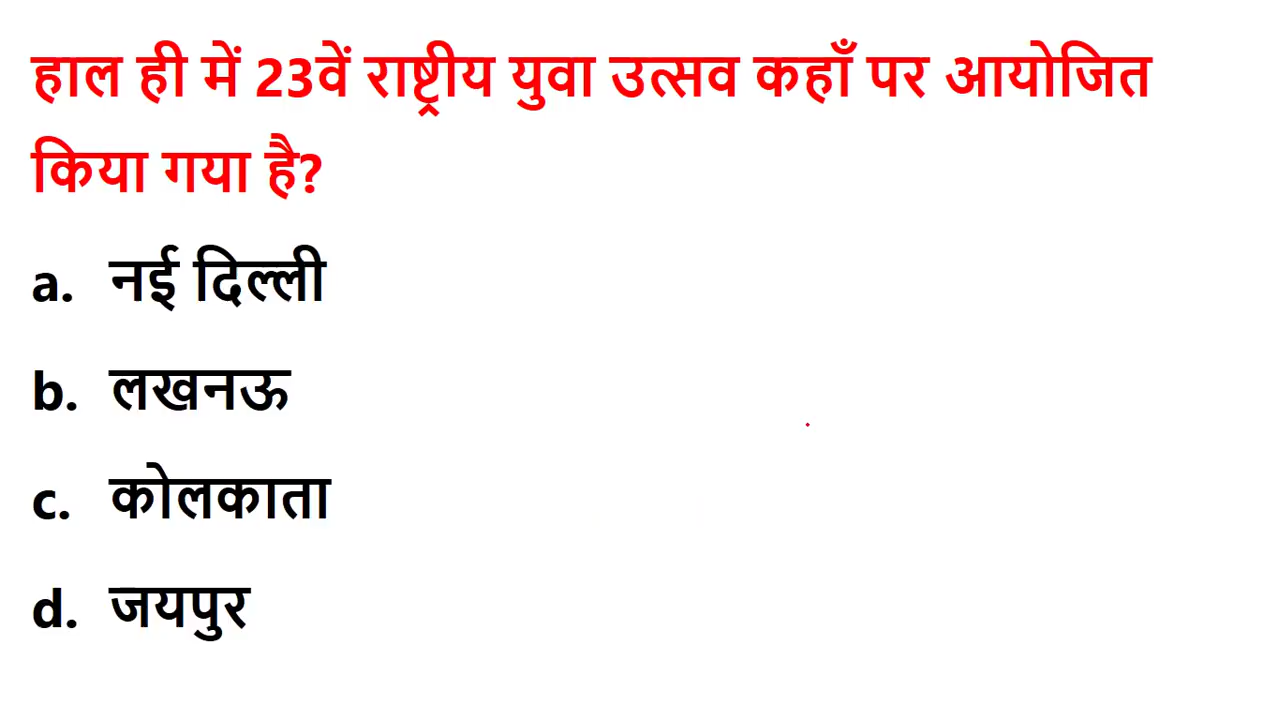 हाल ही में 23वें राष्ट्रीय युवा उत्सव कहाँ पर आयोजित
किया गया है?
a. नई दिल्ली
b. लखनऊ
c. कोलकाता
d. जयपुर